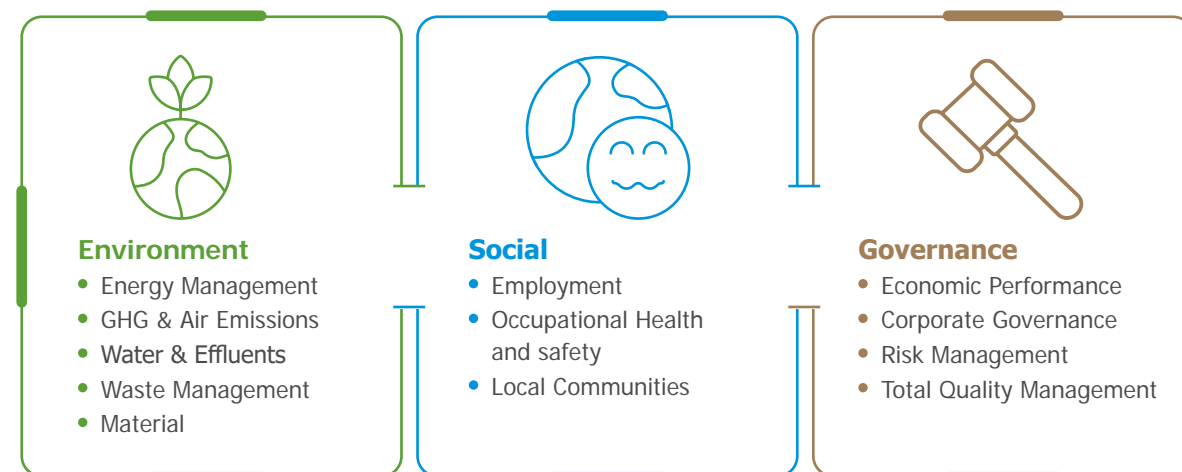 Environment
• Energy Management
• GHG & Air Emissions
• Water & Effluents
• Waste Management
• Material
Social
• Employment
• Occupational Health
and safety
• Local Communities
Governance
• Economic Performance
• Corporate Governance
• Risk Management
• Total Quality Management